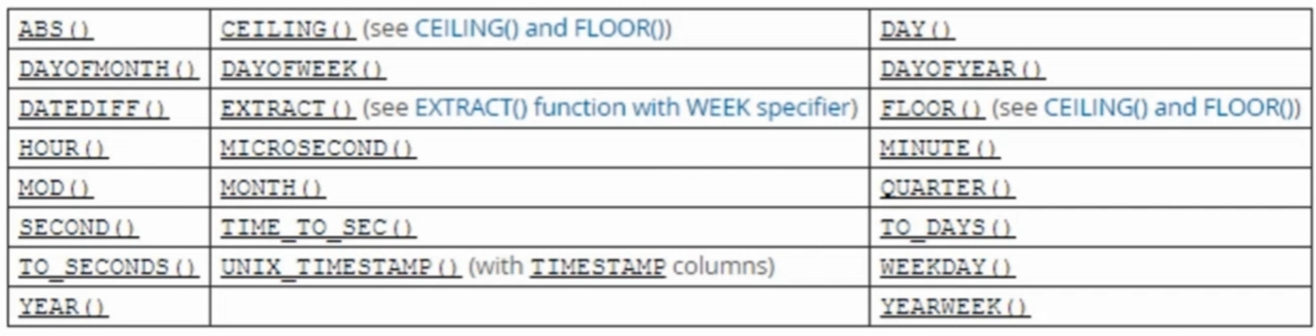 ABS() CEILING() (see CEILING() and FLOOR()) DAY()
DAYOFMONTH() DAYOFWEEK() DAYOFYEAR()
DATEDIFF() EXTRACT() (see EXTRACT() function with WEEK specifier) FLOOR() (see CEILING() and FLOOR())
HOUR() MICROSECOND() MINUTE()
MOD() MONTH() QUARTER()
SECOND() TIME_TO_SEC() TO_DAYS()
TO_SECONDS() UNIX_TIMESTAMP() (with TIMESTAMP columns) WEEKDAY()
YEAR() YEARWEEK()